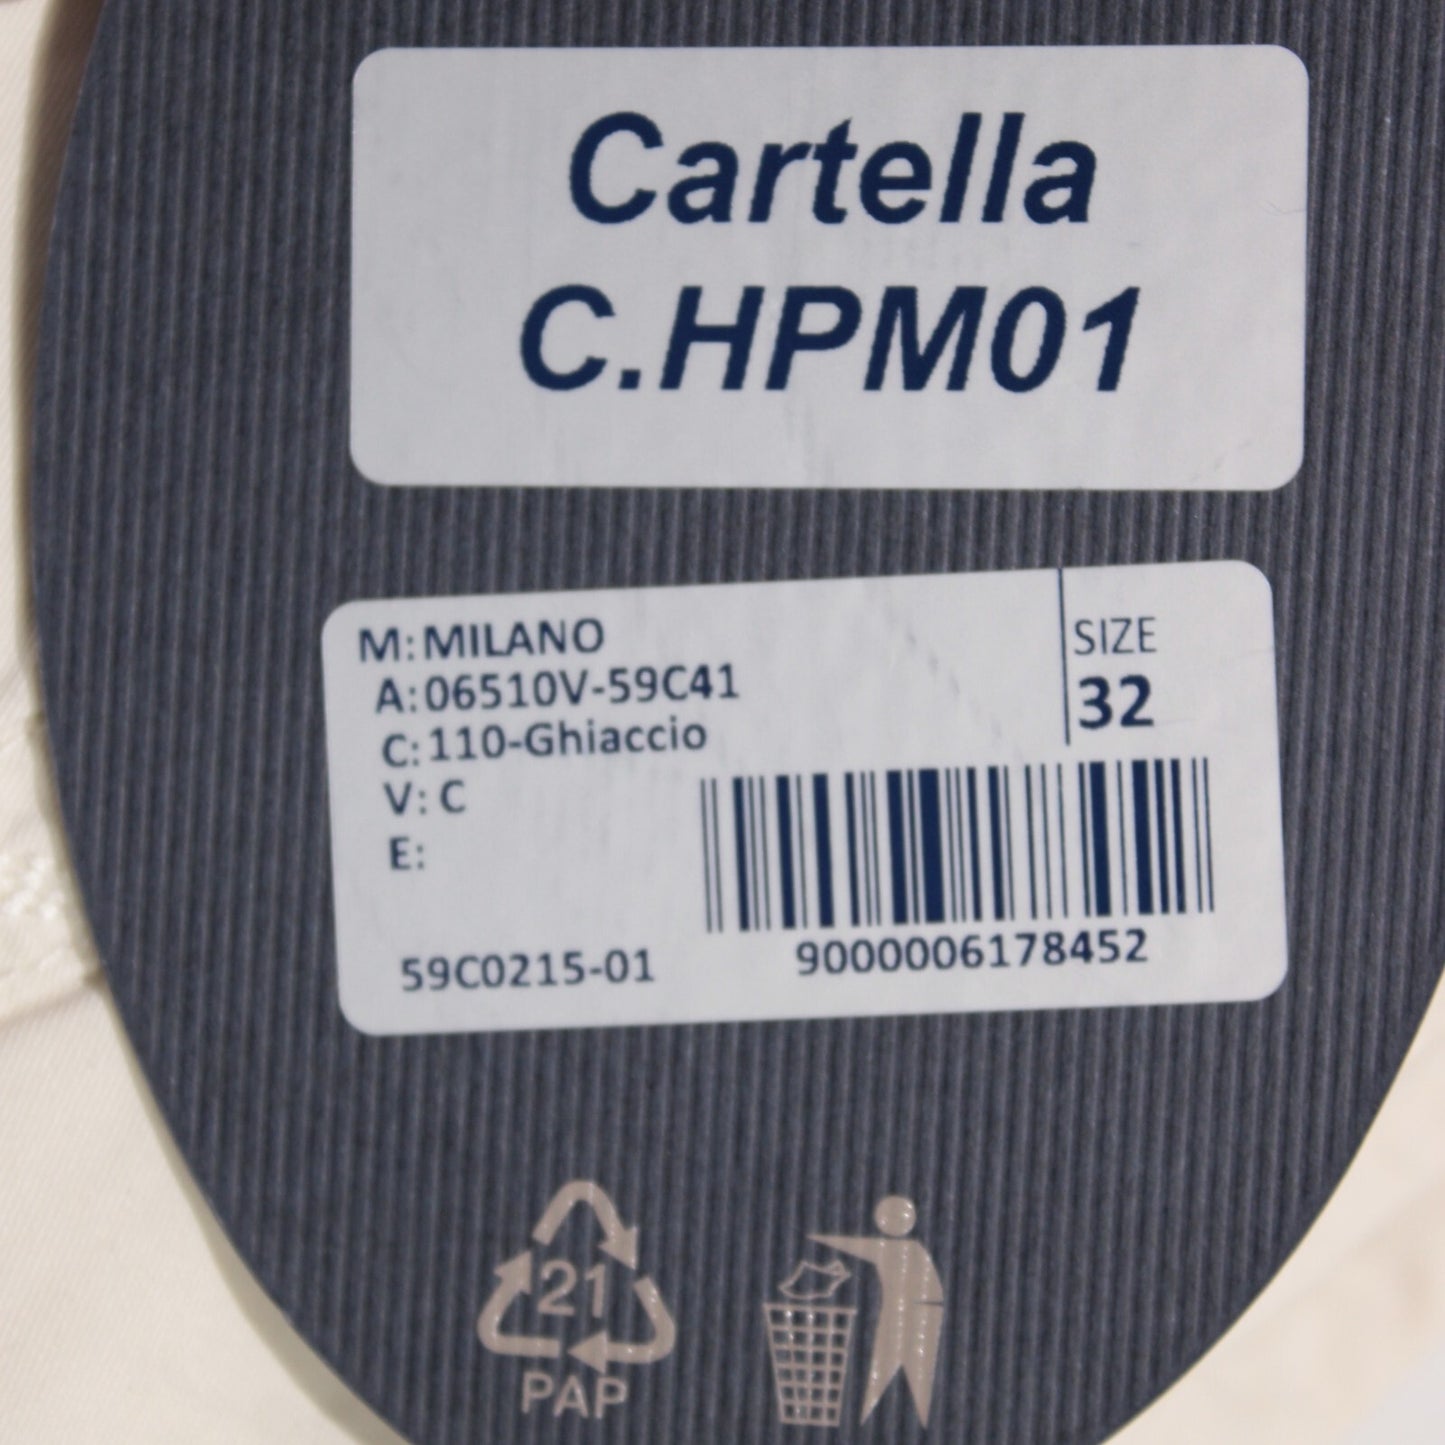 Cartella
C.HPM01
M: MILANO
A: 06510V-59C41
C: 110-Ghiaccio
V: C
E:
SIZE
32
59C0215-01
9000006178452
21
PAP